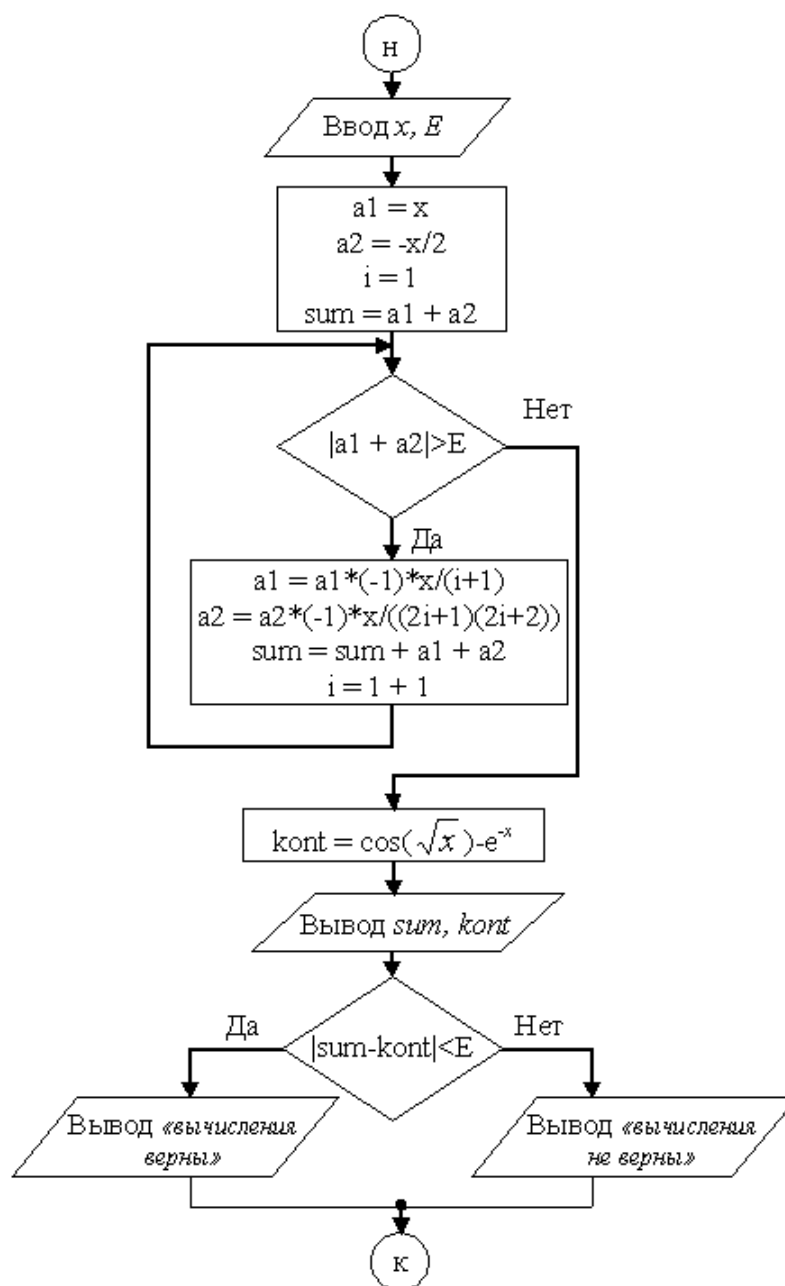 н
Ввод x, E
a1 = x
a2 = -x/2
i = 1
sum = a1 + a2
Нет
|a1 + a2|>E
Да
a1 = a1*(-1)*x/(i+1)
a2 = a2*(-1)*x/((2i+1)(2i+2))
sum = sum + a1 + a2
i = 1 + 1
kont = cos(√x)-e⁻ˣ
Вывод sum, kont
Да
Нет
|sum-kont|<E
Вывод «вычисления
верны»
Вывод «вычисления
не верны»
к